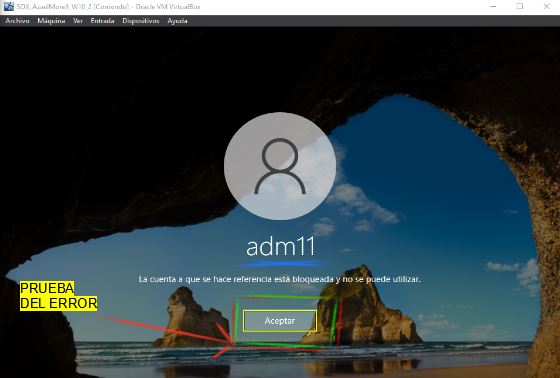 SOX_AzaelMorell_W10_2 [Corriendo] - Oracle VM VirtualBox
Archivo Máquina Ver Entrada Dispositivos Ayuda
adm11
La cuenta a que se hace referencia está bloqueada y no se puede utilizar.
PRUEBA
DEL ERROR
Aceptar